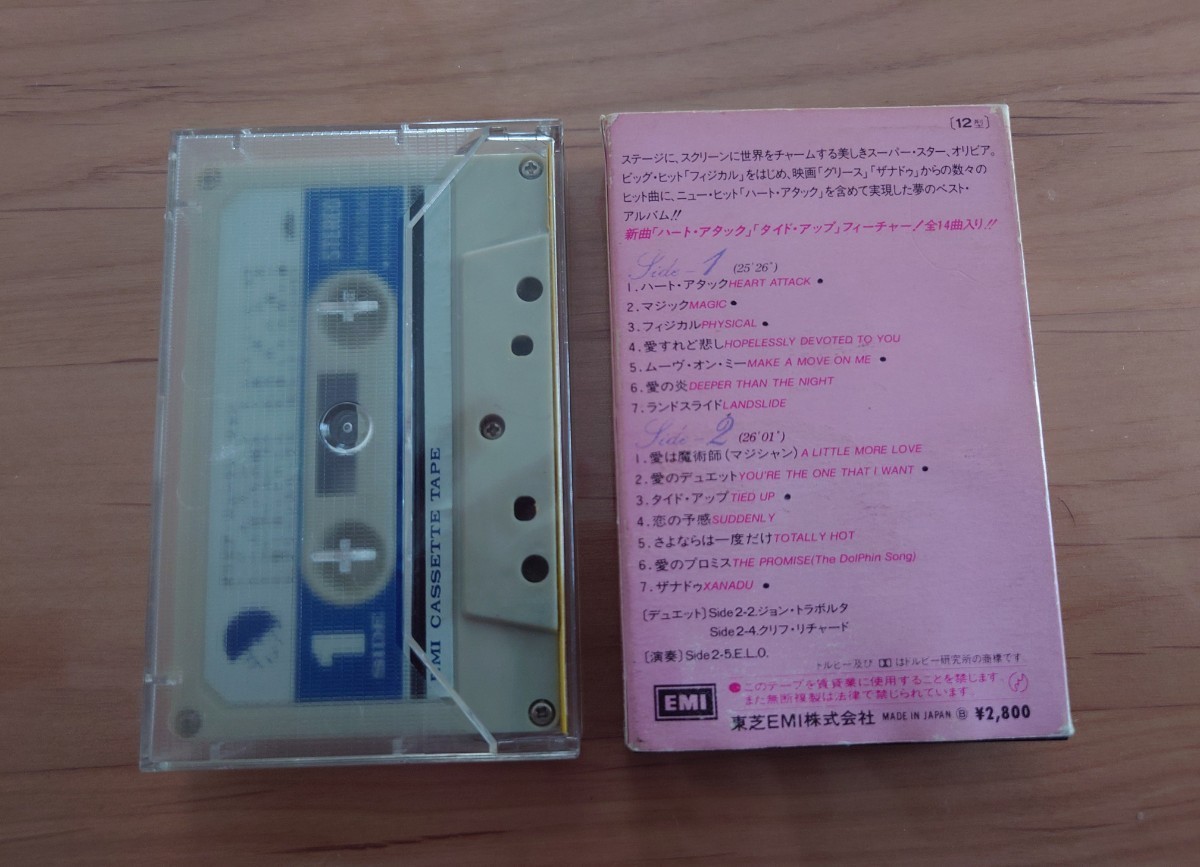 1
SIDE
EMI CASSETTE TAPE
〔12型〕
ステージに、スクリーンに世界をチャームする美しきスーパー・スター、オリビア。
ビッグ・ヒット「フィジカル」をはじめ、映画「グリース」「ザナドゥ」からの数々の
ヒット曲に、ニュー・ヒット「ハート・アタック」を含めて実現した夢のベスト・
アルバム!!
新曲「ハート・アタック」「タイド・アップ」フィーチャー!全14曲入り!!
Side-1 (25'26")
1.ハート・アタックHEART ATTACK ●
2.マジックMAGIC ●
3.フィジカルPHYSICAL ●
4.愛すれど悲しHOPELESSLY DEVOTED TO YOU
5.ムーヴ・オン・ミーMAKE A MOVE ON ME ●
6.愛の炎DEEPER THAN THE NIGHT
7.ランドスライドLANDSLIDE
Side-2 (26'01")
1.愛は魔術師(マジシャン)A LITTLE MORE LOVE
2.愛のデュエットYOU'RE THE ONE THAT I WANT ●
3.タイド・アップTIED UP ●
4.恋の予感SUDDENLY
5.さよならは一度だけTOTALLY HOT
6.愛のプロミスTHE PROMISE(The DolPhin Song)
7.ザナドゥXANADU ●
〔デュエット〕Side2-2.ジョン・トラボルタ
Side2-4.クリフ・リチャード
〔演奏〕Side2-5.E.L.O.
ドルビー及び はドルビー研究所の商標です
●このテープを賃貸業に使用することを禁じます。
また無断複製は法律で禁じられています。
EMI
東芝EMI株式会社 MADE IN JAPAN Ⓑ ¥2,800